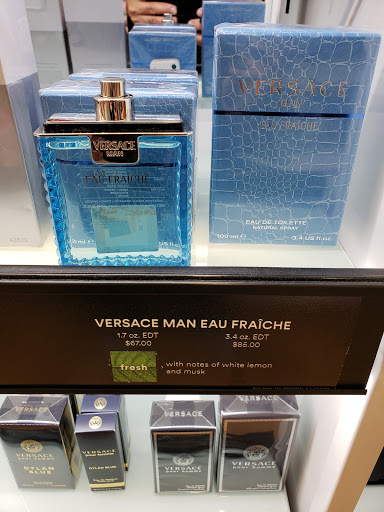 VERSACE
MAN
EAU FRAÎCHE
VERSACE
MAN
EAU FRAÎCHE
EAU DE TOILETTE
NATURAL SPRAY
100 ml e 3.4 US fl.oz.
VERSACE MAN EAU FRAÎCHE
1.7 oz. EDT 3.4 oz. EDT
$67.00 $85.00
fresh, with notes of white lemon
and musk
VERSACE
DYLAN
BLUE
DYLAN BLUE
VERSACE
pour homme
VERSACE
pour homme